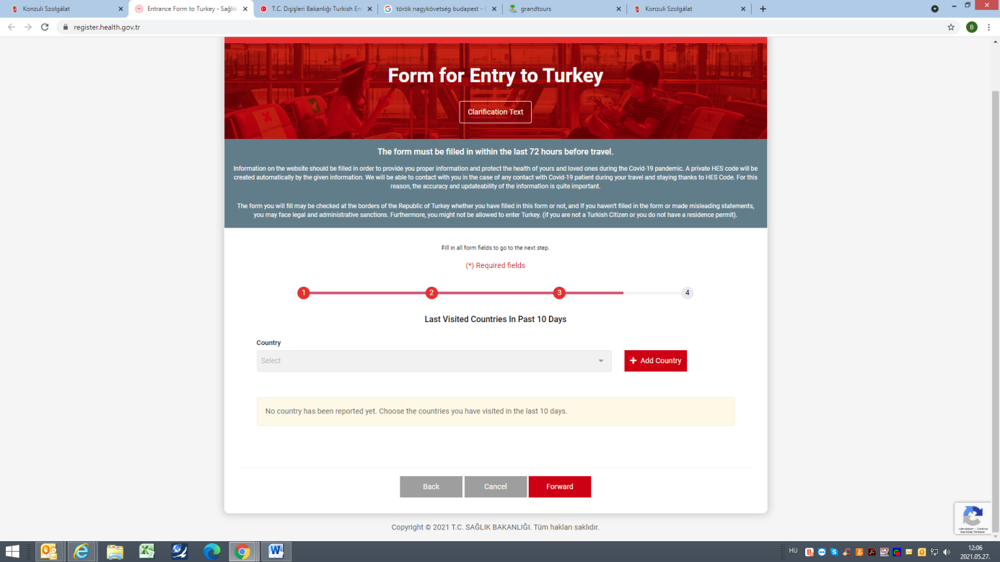 Konzuli Szolgálat
Entrance Form to Turkey - Sağlık
T.C. Dışişleri Bakanlığı Turkish Em
török nagykövetség budapest - G
grandtours
Konzuli Szolgálat
register.health.gov.tr
B
Form for Entry to Turkey
Clarification Text
The form must be filled in within the last 72 hours before travel.
Information on the website should be filled in order to provide you proper information and protect the health of yours and loved ones during the Covid-19 pandemic. A private HES code will be
created automatically by the given information. We will be able to contact with you in the case of any contact with Covid-19 patient during your travel and staying thanks to HES Code. For this
reason, the accuracy and updateability of the information is quite important.
The form you will fill may be checked at the borders of the Republic of Turkey whether you have filled in this form or not, and If you haven't filled in the form or made misleading statements,
you may face legal and administrative sanctions. Furthermore, you might not be allowed to enter Turkey. (if you are not a Turkish Citizen or you do not have a residence permit).
Fill in all form fields to go to the next step.
(*) Required fields
1 2 3 4
Last Visited Countries In Past 10 Days
Country
Select
+ Add Country
No country has been reported yet. Choose the countries you have visited in the last 10 days.
Back Cancel Forward
Copyright © 2021 T.C. SAĞLIK BAKANLIĞI. Tüm hakları saklıdır.
HU
12:06
2021.05.27.